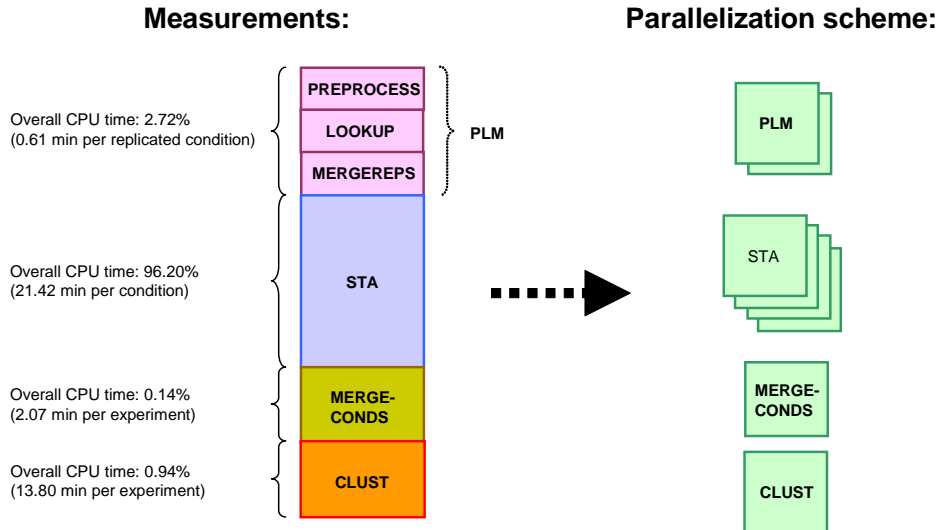 Measurements:
Parallelization scheme:
Overall CPU time: 2.72%
(0.61 min per replicated condition)
PREPROCESS
LOOKUP
MERGEREPS
PLM
PLM
Overall CPU time: 96.20%
(21.42 min per condition)
STA
STA
Overall CPU time: 0.14%
(2.07 min per experiment)
MERGE-
CONDS
MERGE-
CONDS
Overall CPU time: 0.94%
(13.80 min per experiment)
CLUST
CLUST